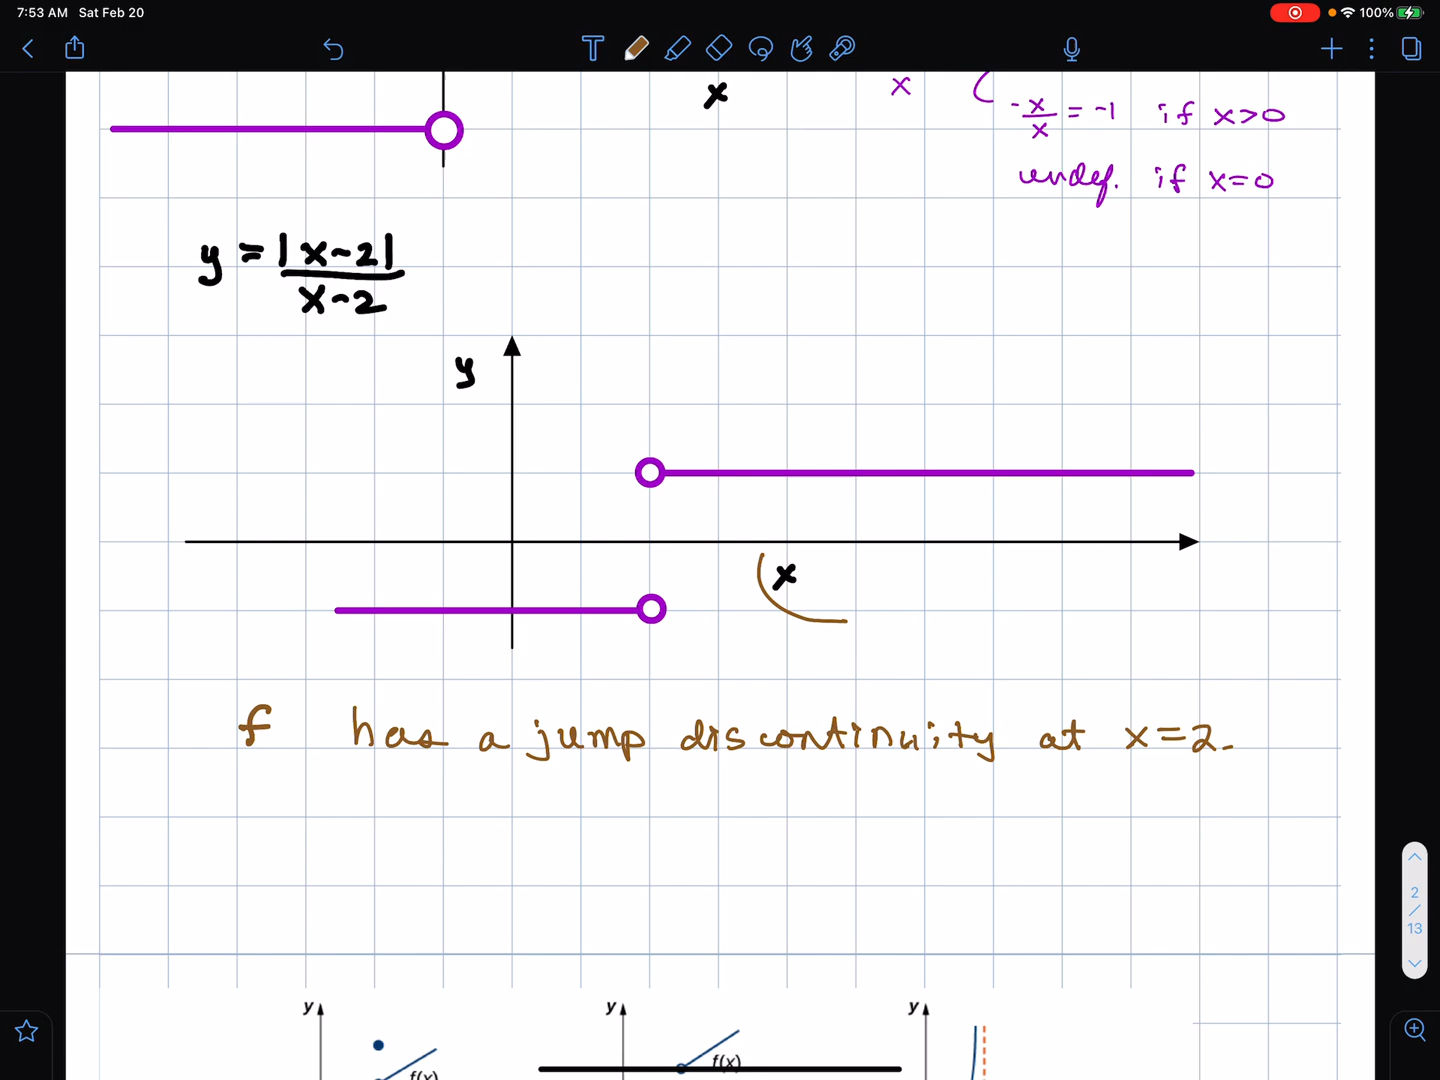 7:53 AM Sat Feb 20
100%
x
x
-x/x = -1 if x>0
undef. if x=0
y = |x-2|/x-2
y
x
f has a jump discontinuity at x=2.
2
/
13
y
y
y
f(x)
f(x)